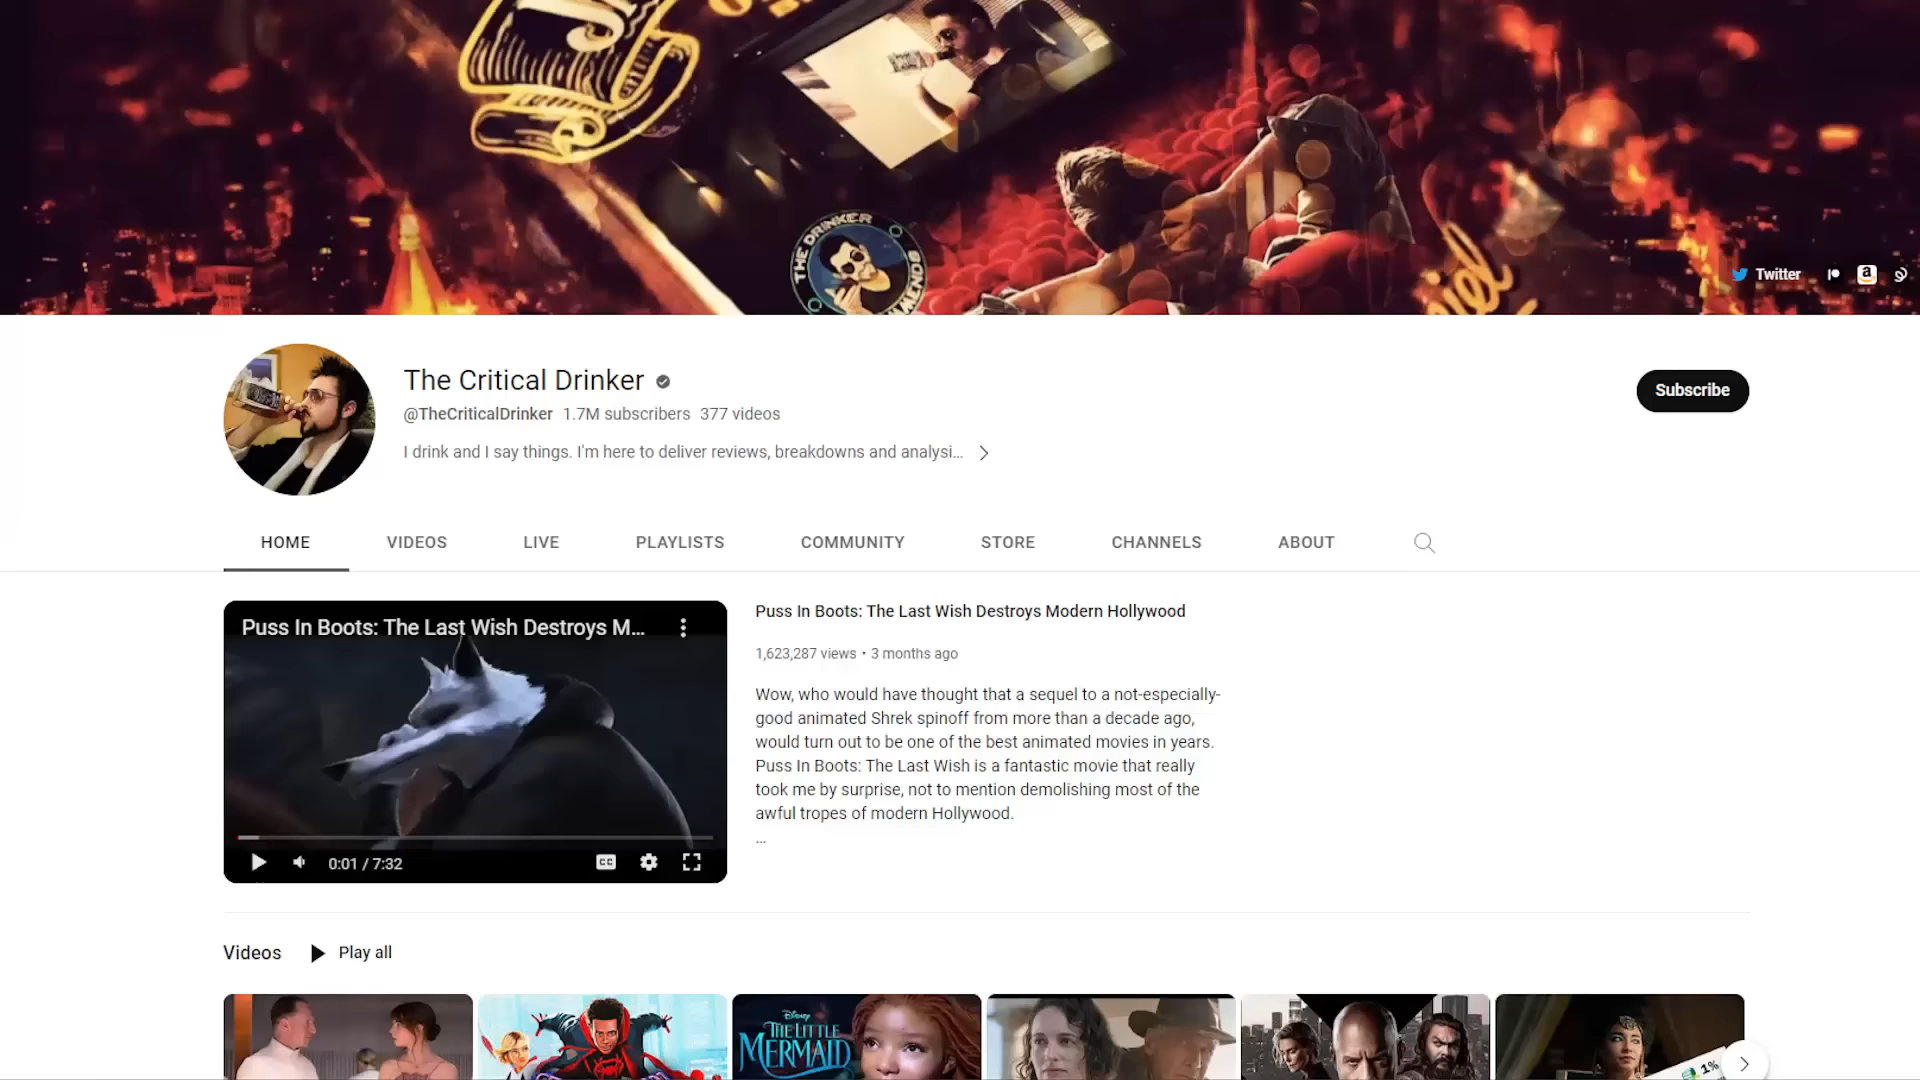 THE DRINKER
Twitter
The Critical Drinker
@TheCriticalDrinker 1.7M subscribers 377 videos
I drink and I say things. I'm here to deliver reviews, breakdowns and analysi...
Subscribe
HOME VIDEOS LIVE PLAYLISTS COMMUNITY STORE CHANNELS ABOUT
Puss In Boots: The Last Wish Destroys M...
0:01 / 7:32
CC
Puss In Boots: The Last Wish Destroys Modern Hollywood
1,623,287 views • 3 months ago
Wow, who would have thought that a sequel to a not-especially-
good animated Shrek spinoff from more than a decade ago,
would turn out to be one of the best animated movies in years.
Puss In Boots: The Last Wish is a fantastic movie that really
took me by surprise, not to mention demolishing most of the
awful tropes of modern Hollywood.
...
Videos Play all
Disney
THE LITTLE
MERMAID
1%